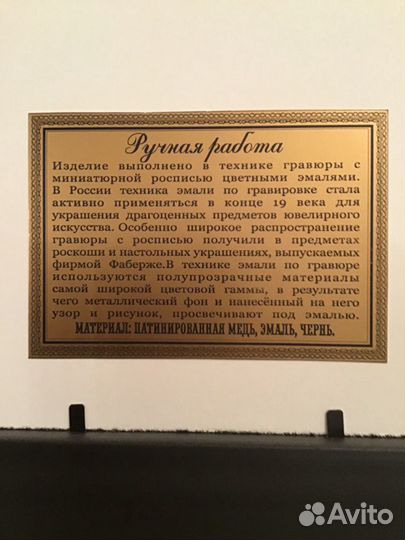 Ручная работа
Изделие выполнено в технике гравюры с
миниатюрной росписью цветными эмалями.
В России техника эмали по гравировке стала
активно применяться в конце 19 века для
украшения драгоценных предметов ювелирного
искусства. Особенно широкое распространение
гравюры с росписью получили в предметах
роскоши и настольных украшениях, выпускаемых
фирмой Фаберже.В технике эмали по гравюре
используются полупрозрачные материалы
самой широкой цветовой гаммы, в результате
чего металлический фон и нанесённый на него
узор и рисунок, просвечивают под эмалью.
МАТЕРИАЛ: ПАТИНИРОВАННАЯ МЕДЬ, ЭМАЛЬ, ЧЕРНЬ.
Avito